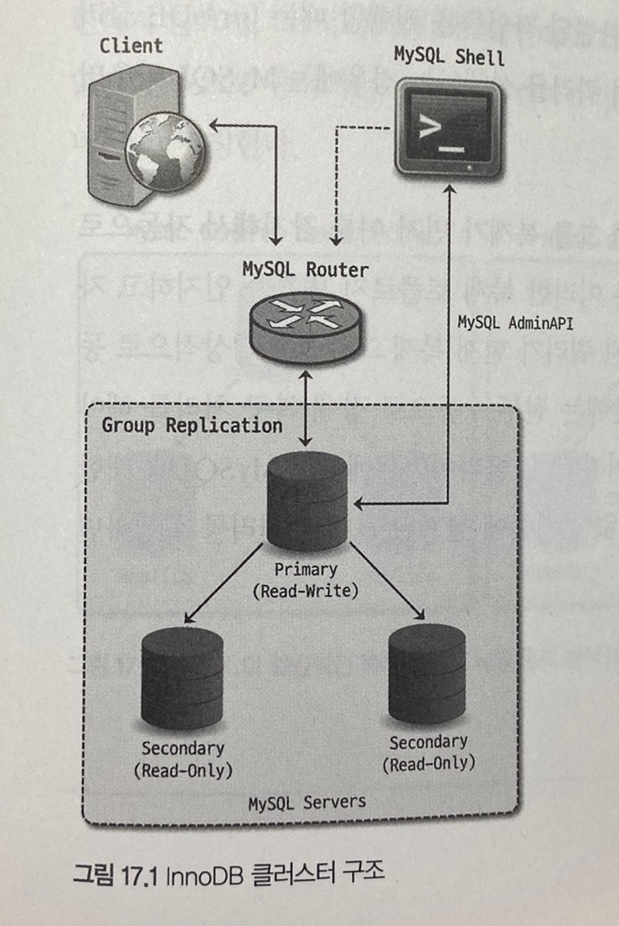 Client
MySQL Shell
>_
MySQL Router
MySQL AdminAPI
Group Replication
Primary
(Read-Write)
Secondary
(Read-Only)
Secondary
(Read-Only)
MySQL Servers
그림 17.1 InnoDB 클러스터 구조